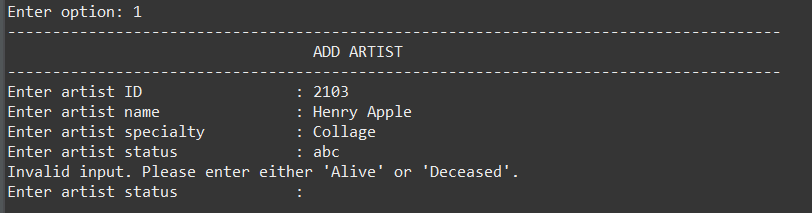 Enter option: 1
--------------------------------------------------------------------------------------
ADD ARTIST
--------------------------------------------------------------------------------------
Enter artist ID : 2103
Enter artist name : Henry Apple
Enter artist specialty : Collage
Enter artist status : abc
Invalid input. Please enter either 'Alive' or 'Deceased'.
Enter artist status :